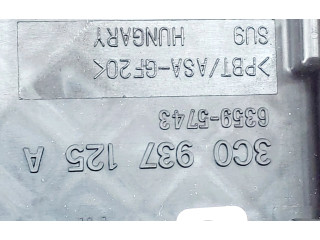 3C0 937 125 A
6359-5743
>PBT/ASA-GF20<
HUNGARY
SU9